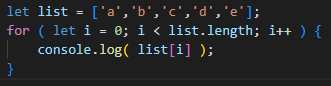 let list = ['a','b','c','d','e'];
for ( let i = 0; i < list.length; i++ ) {
    console.log( list[i] );
}